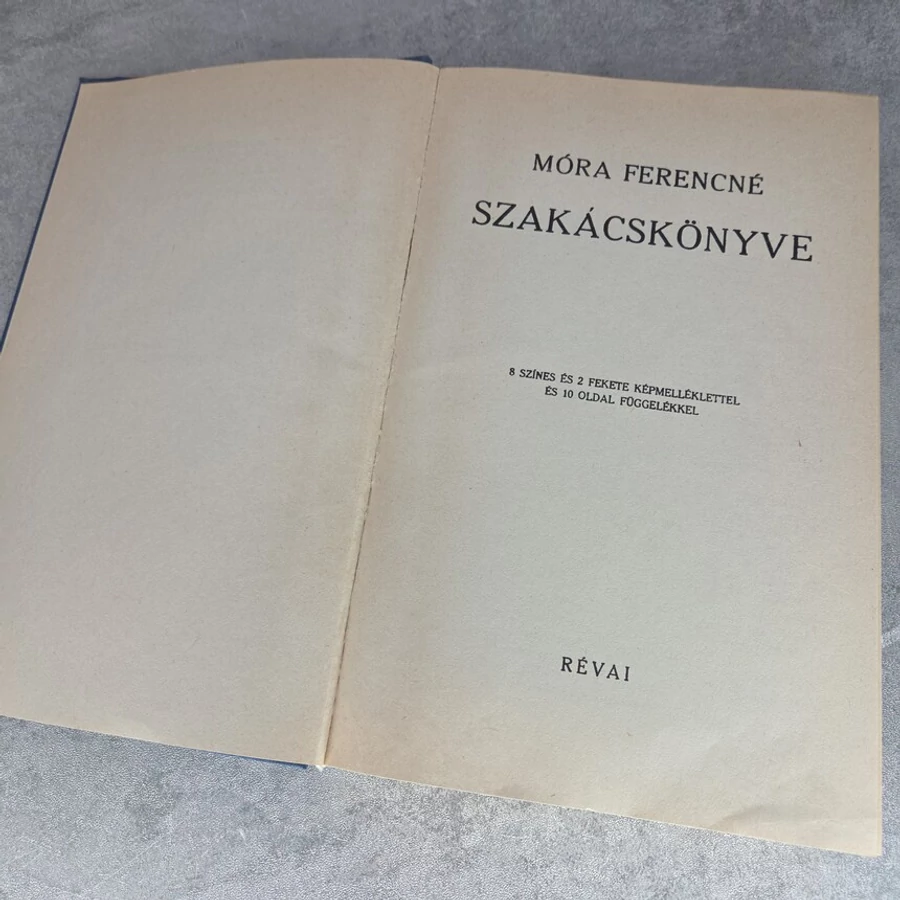 MÓRA FERENCNÉ
SZAKÁCSKÖNYVE
8 SZÍNES ÉS 2 FEKETE KÉPMELLÉKLETTEL
ÉS 10 OLDAL FÜGGELÉKKEL
RÉVAI